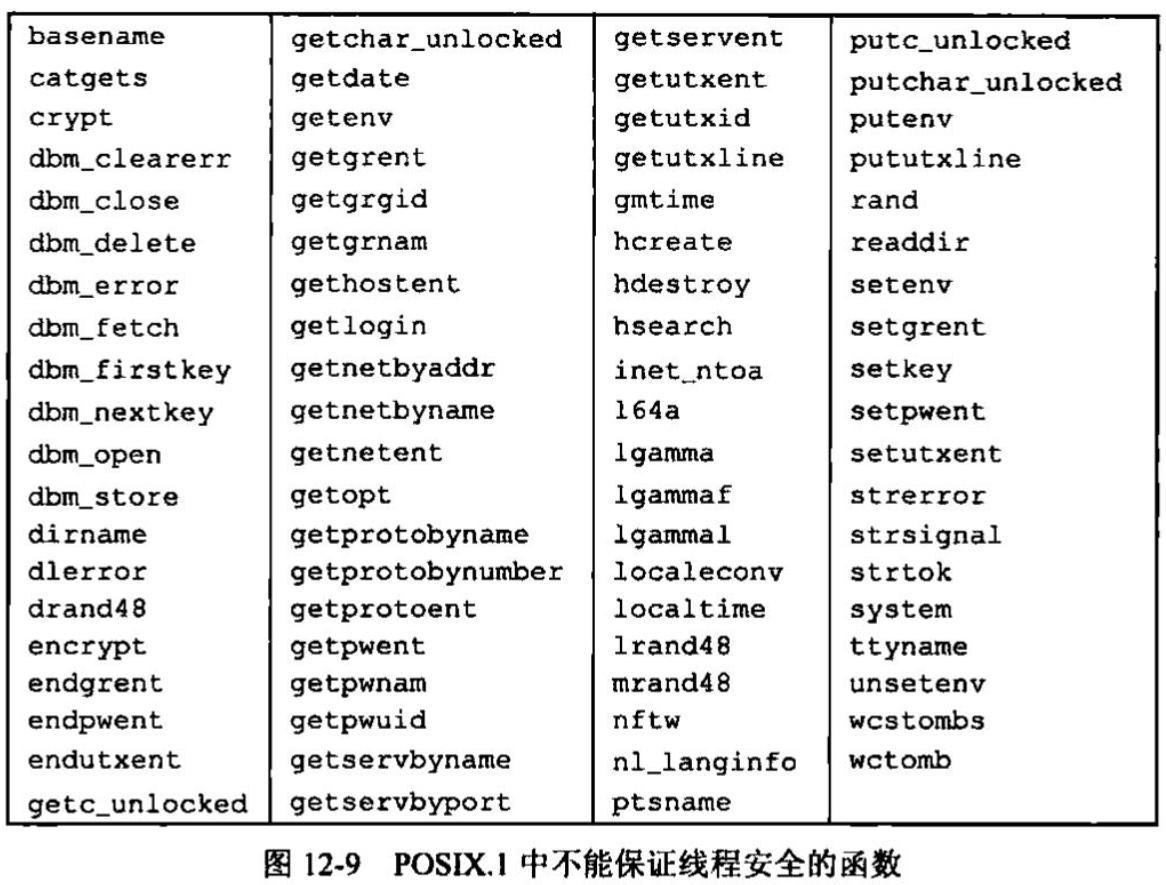 basename getchar_unlocked getservent putc_unlocked
catgets getdate getutxent putchar_unlocked
crypt getenv getutxid putenv
dbm_clearerr getgrent getutxline pututxline
dbm_close getgrgid gmtime rand
dbm_delete getgrnam hcreate readdir
dbm_error gethostent hdestroy setenv
dbm_fetch getlogin hsearch setgrent
dbm_firstkey getnetbyaddr inet_ntoa setkey
dbm_nextkey getnetbyname l64a setpwent
dbm_open getnetent lgamma setutxent
dbm_store getopt lgammaf strerror
dirname getprotobyname lgammal strsignal
dlerror getprotobynumber localeconv strtok
drand48 getprotoent localtime system
encrypt getpwent lrand48 ttyname
endgrent getpwnam mrand48 unsetenv
endpwent getpwuid nftw wcstombs
endutxent getservbyname nl_langinfo wctomb
getc_unlocked getservbyport ptsname
图 12-9 POSIX.1 中不能保证线程安全的函数